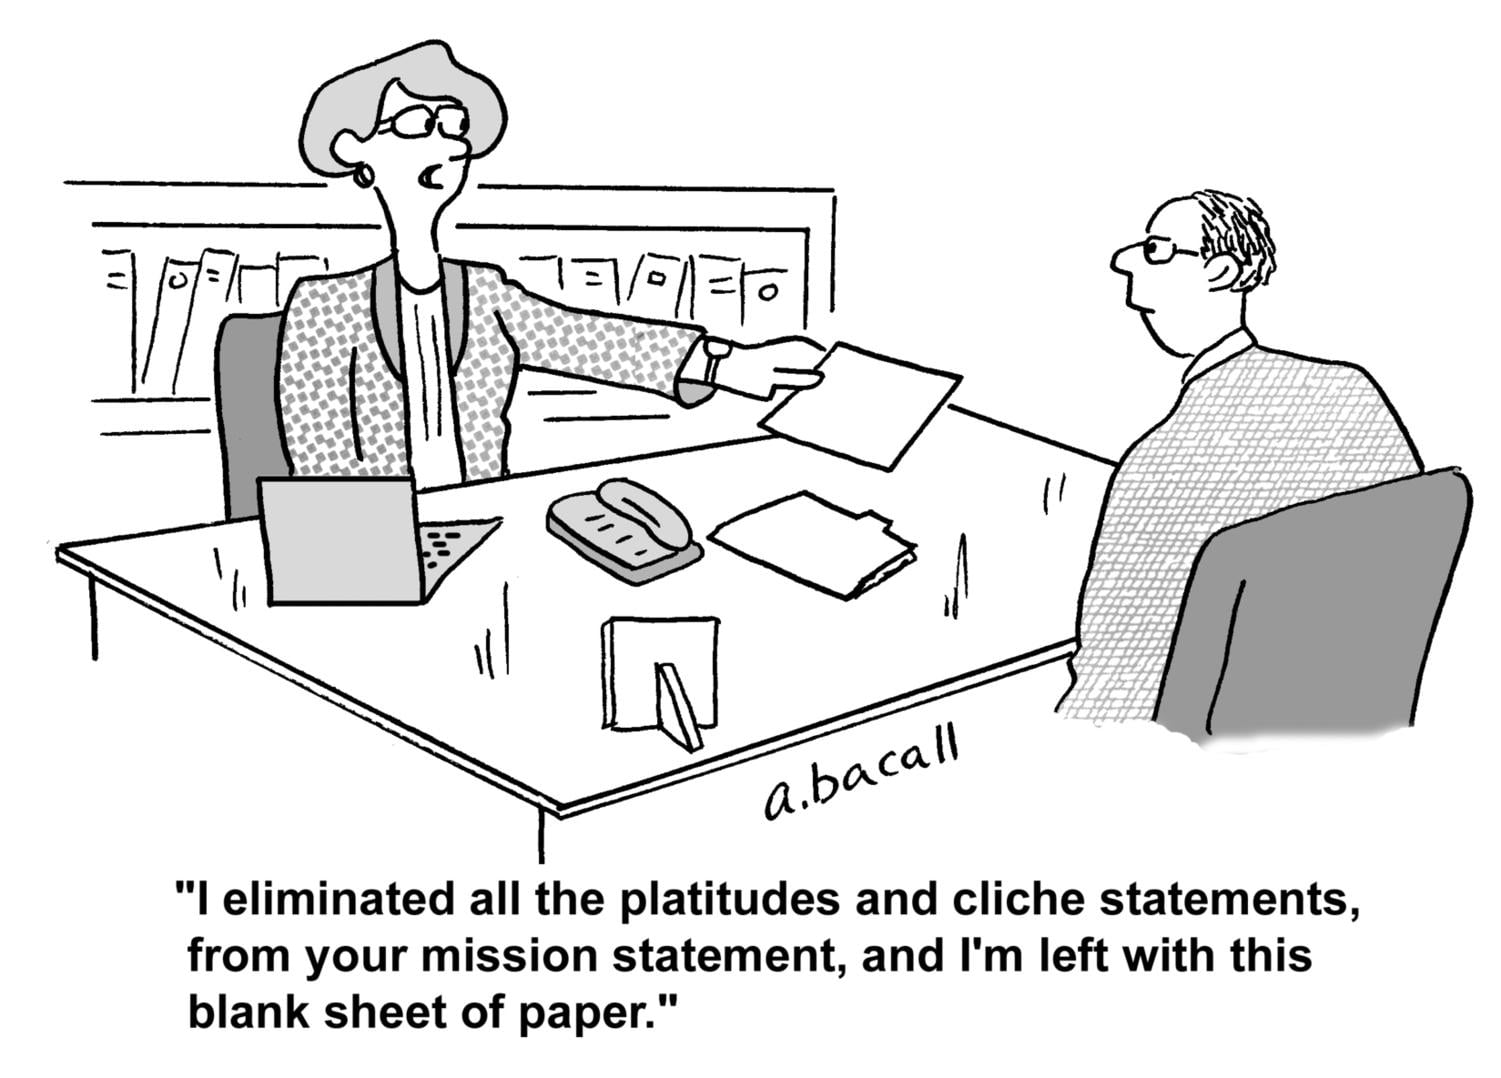 a.bacall
"I eliminated all the platitudes and cliche statements,
from your mission statement, and I'm left with this
blank sheet of paper."